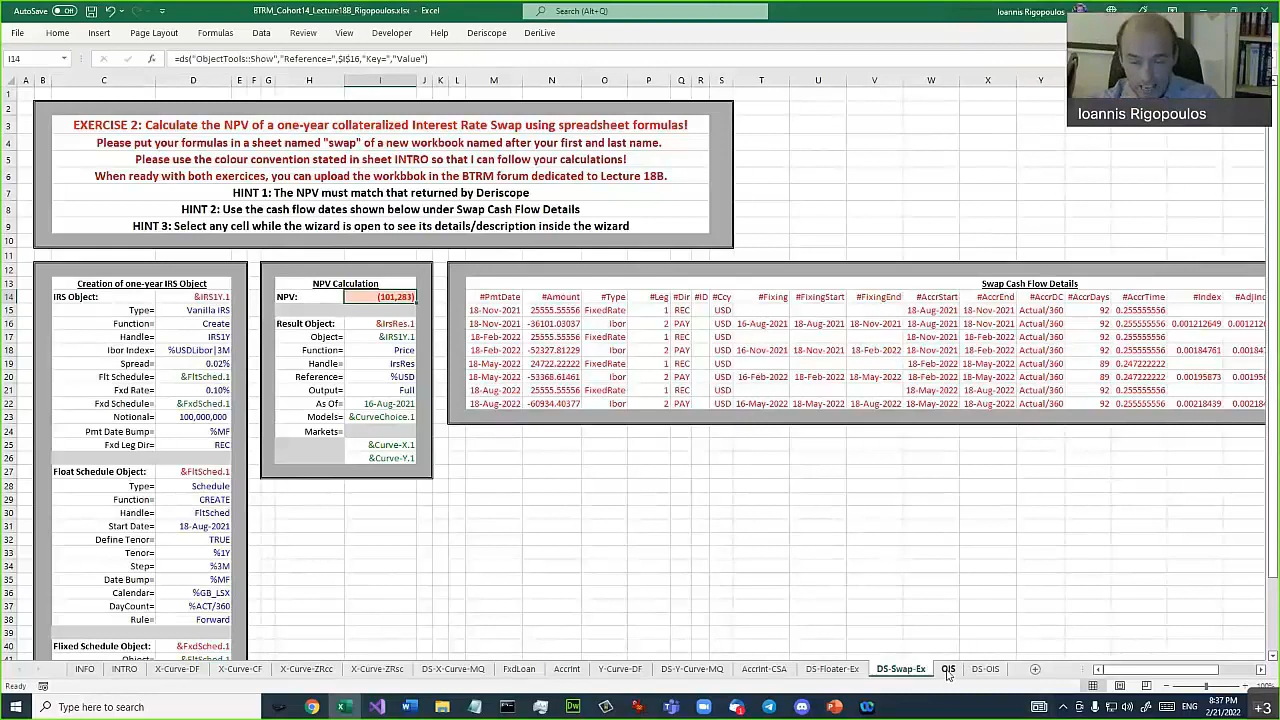 AutoSave Off BTRM_Cohort14_Lecture18B_Rigopoulos.xlsx - Excel Search (Alt+Q) Ioannis Rigopoulos
File Home Insert Page Layout Formulas Data Review View Developer Help Deriscope DeriLive
I14 fx =ds("ObjectTools::Show","Reference=",$I$16,"Key=","Value")
Ioannis Rigopoulos
A B C D E F G H I J K L M N O P Q R S T U V W X Y
EXERCISE 2: Calculate the NPV of a one-year collateralized Interest Rate Swap using spreadsheet formulas!
Please put your formulas in a sheet named "swap" of a new workbook named after your first and last name.
Please use the colour convention stated in sheet INTRO so that I can follow your calculations!
When ready with both exercices, you can upload the workbbok in the BTRM forum dedicated to Lecture 18B.
HINT 1: The NPV must match that returned by Deriscope
HINT 2: Use the cash flow dates shown below under Swap Cash Flow Details
HINT 3: Select any cell while the wizard is open to see its details/description inside the wizard
Creation of one-year IRS Object
IRS Object: &IRS1Y.1
Type= Vanilla IRS
Function= Create
Handle= IRS1Y
Ibor Index= %USDLibor|3M
Spread= 0.02%
Flt Schedule= &FltSched.1
Fxd Rate= 0.10%
Fxd Schedule= &FxdSched.1
Notional= 100,000,000
Pmt Date Bump= %MF
Fxd Leg Dir= REC
Float Schedule Object: &FltSched.1
Type= Schedule
Function= CREATE
Handle= FltSched
Start Date= 18-Aug-2021
Define Tenor= TRUE
Tenor= %1Y
Step= %3M
Date Bump= %MF
Calendar= %GB_LSX
DayCount= %ACT/360
Rule= Forward
Flixed Schedule Object: &FxdSched.1
NPV Calculation
NPV: (101,283)
Result Object: &IrsRes.1
Object= &IRS1Y.1
Function= Price
Handle= IrsRes
Reference= %USD
Output= Full
As Of= 16-Aug-2021
Models= &CurveChoice.1
Markets=
&Curve-X.1
&Curve-Y.1
Swap Cash Flow Details
#PmtDate #Amount #Type #Leg #Dir #ID #Ccy #Fixing #FixingStart #FixingEnd #AccrStart #AccrEnd #AccrDC #AccrDays #AccrTime #Index
18-Nov-2021 25555.55556 FixedRate 1 REC USD 18-Aug-2021 18-Nov-2021 Actual/360 92 0.255555556
18-Nov-2021 -36101.03037 Ibor 2 PAY USD 16-Aug-2021 18-Aug-2021 18-Nov-2021 18-Aug-2021 18-Nov-2021 Actual/360 92 0.255555556 0.001212649
18-Feb-2022 25555.55556 FixedRate 1 REC USD 18-Nov-2021 18-Feb-2022 Actual/360 92 0.255555556
18-Feb-2022 -52327.81229 Ibor 2 PAY USD 16-Nov-2021 18-Nov-2021 18-Feb-2022 18-Nov-2021 18-Feb-2022 Actual/360 92 0.255555556 0.00184761
18-May-2022 24722.22222 FixedRate 1 REC USD 18-Feb-2022 18-May-2022 Actual/360 89 0.247222222
18-May-2022 -53368.61461 Ibor 2 PAY USD 16-Feb-2022 18-Feb-2022 18-May-2022 18-Feb-2022 18-May-2022 Actual/360 89 0.247222222 0.00195873
18-Aug-2022 25555.55556 FixedRate 1 REC USD 18-May-2022 18-Aug-2022 Actual/360 92 0.255555556
18-Aug-2022 -60934.40377 Ibor 2 PAY USD 16-May-2022 18-May-2022 18-Aug-2022 18-May-2022 18-Aug-2022 Actual/360 92 0.255555556 0.00218439
INFO INTRO X-Curve-DF X-Curve-CF X-Curve-ZRcc X-Curve-ZRsc DS-X-Curve-MQ FxdLoan AccrInt Y-Curve-DF DS-Y-Curve-MQ AccrInt-CSA DS-Floater-Ex DS-Swap-Ex OIS DS-OIS
Ready
Type here to search ENG 8:37 PM 2/21/2022 +3